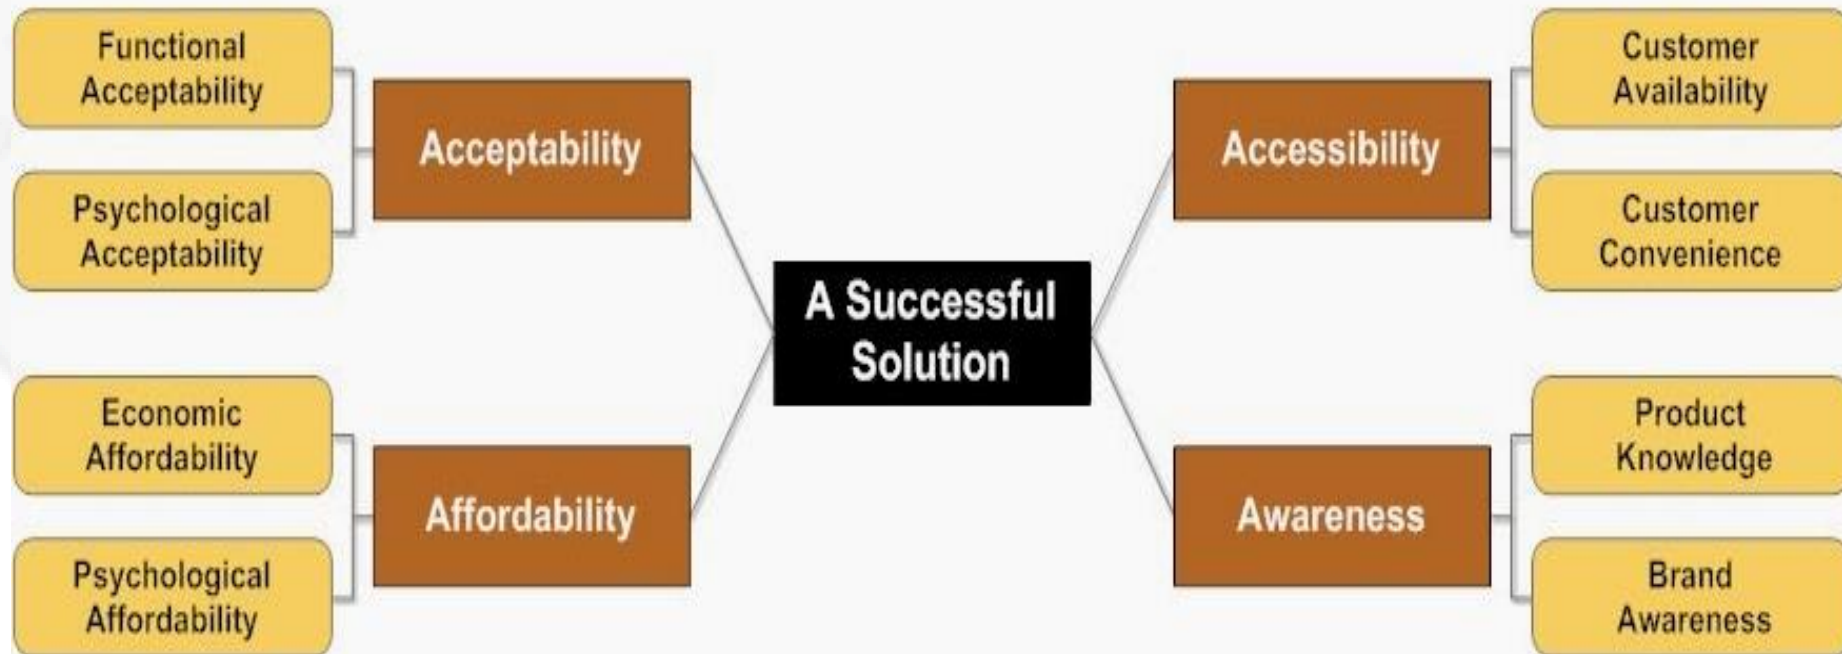 Functional
Acceptability
Psychological
Acceptability
Acceptability
Economic
Affordability
Psychological
Affordability
Affordability
A Successful
Solution
Accessibility
Customer
Availability
Customer
Convenience
Awareness
Product
Knowledge
Brand
Awareness